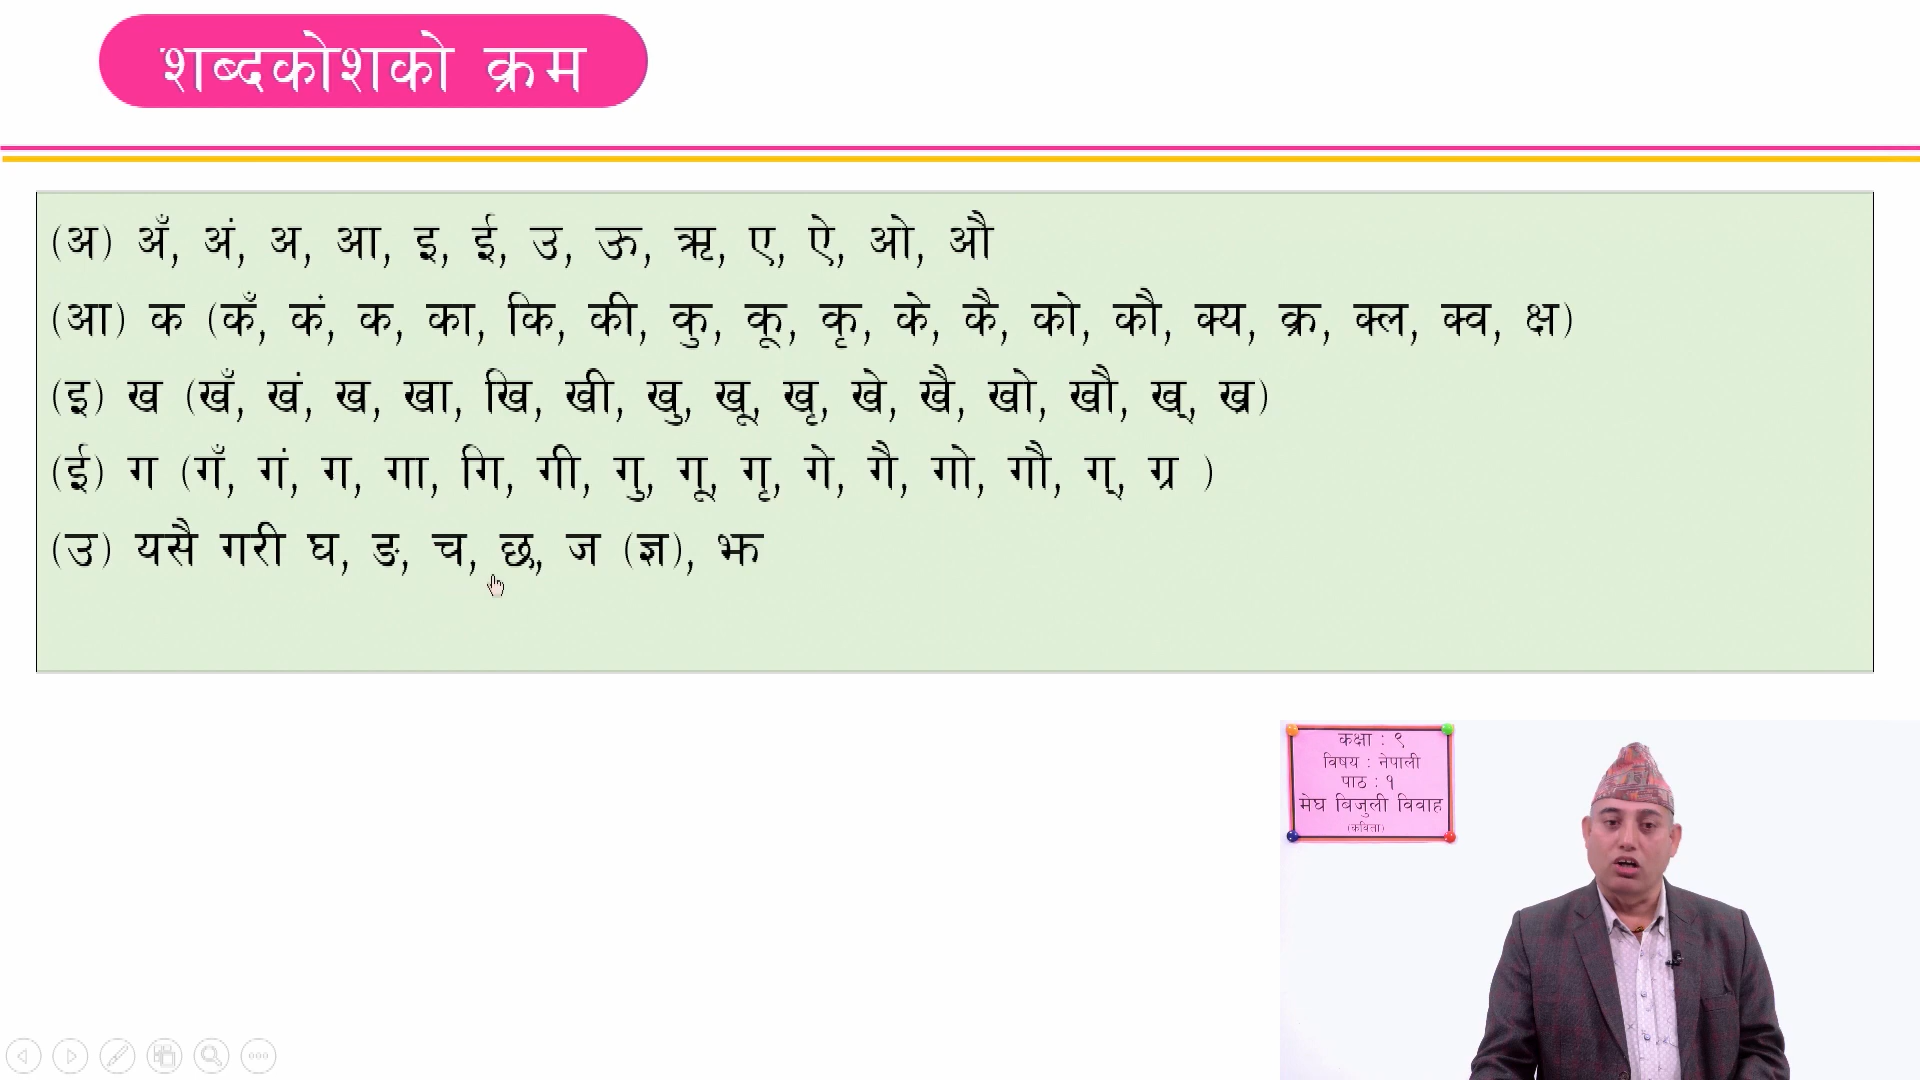 शब्दकोशको क्रम
(अ) अँ, अं, अ, आ, इ, ई, उ, ऊ, ऋ, ए, ऐ, ओ, औ
(आ) क (कँ, कं, क, का, कि, की, कु, कू, कृ, के, कै, को, कौ, क्य, क्र, क्ल, क्व, क्ष)
(इ) ख (खँ, खं, ख, खा, खि, खी, खु, खू, खृ, खे, खै, खो, खौ, ख्, ख्र)
(ई) ग (गँ, गं, ग, गा, गि, गी, गु, गू, गृ, गे, गै, गो, गौ, ग्, ग्र )
(उ) यसै गरी घ, ङ, च, छ, ज (ज्ञ), झ
कक्षा : ९
विषय : नेपाली
पाठ : १
मेघ बिजुली विवाह
(कविता)